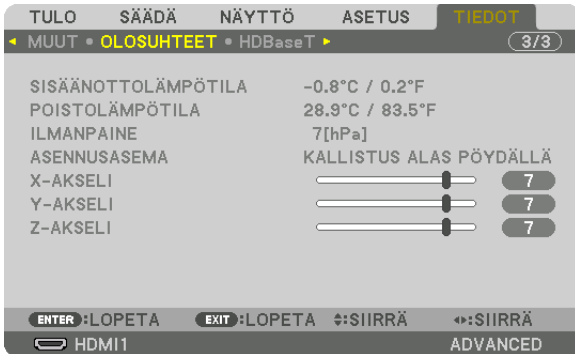 TULO SÄÄDÄ NÄYTTÖ ASETUS TIEDOT
MUUT • OLOSUHTEET • HDBaseT 3/3
SISÄÄNOTTOLÄMPÖTILA −0.8°C / 0.2°F
POISTOLÄMPÖTILA 28.9°C / 83.5°F
ILMANPAINE 7[hPa]
ASENNUSASEMA KALLISTUS ALAS PÖYDÄLLÄ
X-AKSELI 7
Y-AKSELI 7
Z-AKSELI 7
ENTER :LOPETA EXIT :LOPETA :SIIRRÄ :SIIRRÄ
HDMI1 ADVANCED